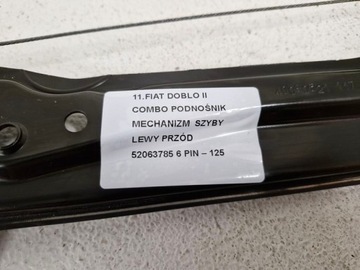 11.FIAT DOBLO II
COMBO PODNOŚNIK
MECHANIZM SZYBY
LEWY PRZÓD
52063785 6 PIN – 125